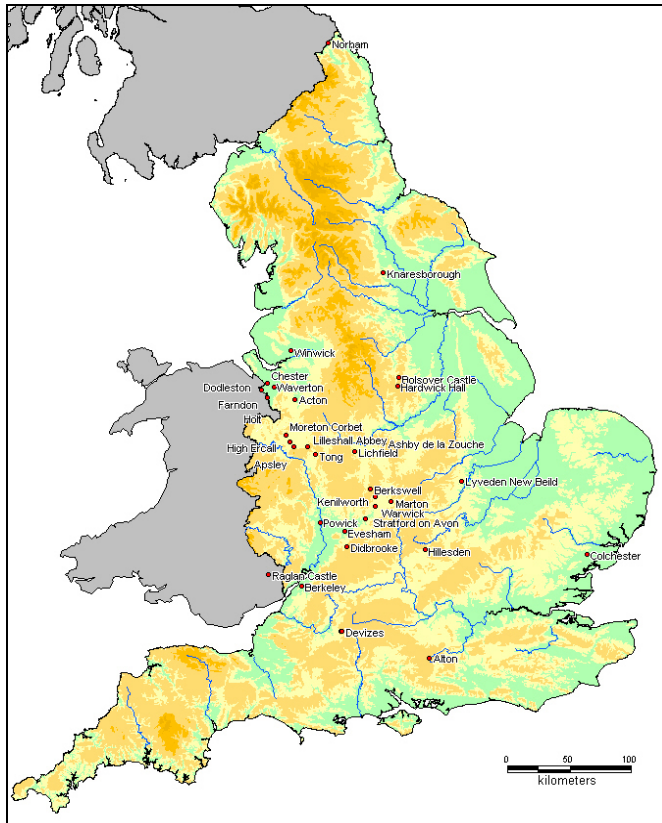 Norham
Knaresborough
Winwick
Chester
Bolsover Castle
Dodleston
Waverton
Hardwick Hall
Acton
Farndon
Holt
Moreton Corbet
High Ercall
Lilleshall Abbey
Ashby de la Zouche
Tong
Lichfield
Apsley
Lyveden New Beild
Berkswell
Kenilworth
Marton
Warwick
Powick
Stratford on Avon
Evesham
Didbrooke
Hillesden
Colchester
Raglan Castle
Berkeley
Devizes
Alton
0 50 100
kilometers